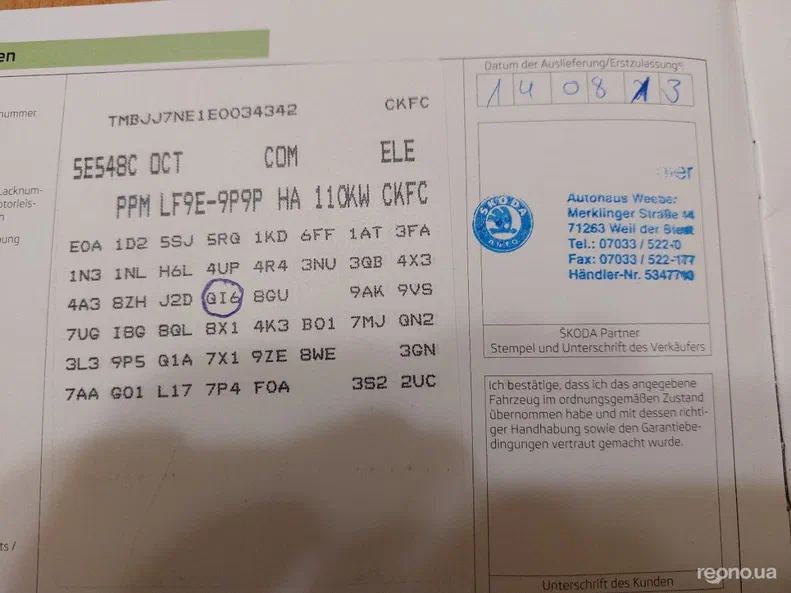 en
nummer
Lacknum-
otorleis-
n
bung
ts /
TMBJJ7NE1E0034342 CKFC
5E548C OCT COM ELE
PPM LF9E-9P9P HA 110KW CKFC
E0A 1D2 5SJ 5RQ 1KD 6FF 1AT 3FA
1N3 1NL H6L 4UP 4R4 3NU 3QB 4X3
4A3 8ZH J2D QI6 8GU 9AK 9VS
7UG I8G 8QL 8X1 4K3 B01 7MJ QN2
3L3 9P5 Q1A 7X1 9ZE 8WE 3GN
7AA G01 L17 7P4 F0A 3S2 2UC
Datum der Auslieferung/Erstzulassung
14 08 13
ŠKODA
AUTO
Autohaus Weeber
Merklinger Straße 14
71263 Weil der Stadt
Tel.: 07033 / 522-0
Fax: 07033 / 522-177
Händler-Nr.
ŠKODA Partner
Stempel und Unterschrift des Verkäufers
Ich bestätige, dass ich das angegebene
Fahrzeug im ordnungsgemäßen Zustand
übernommen habe und mit dessen richti-
ger Handhabung sowie den Garantiebe-
dingungen vertraut gemacht wurde.
Unterschrift des Kunden
reono.ua